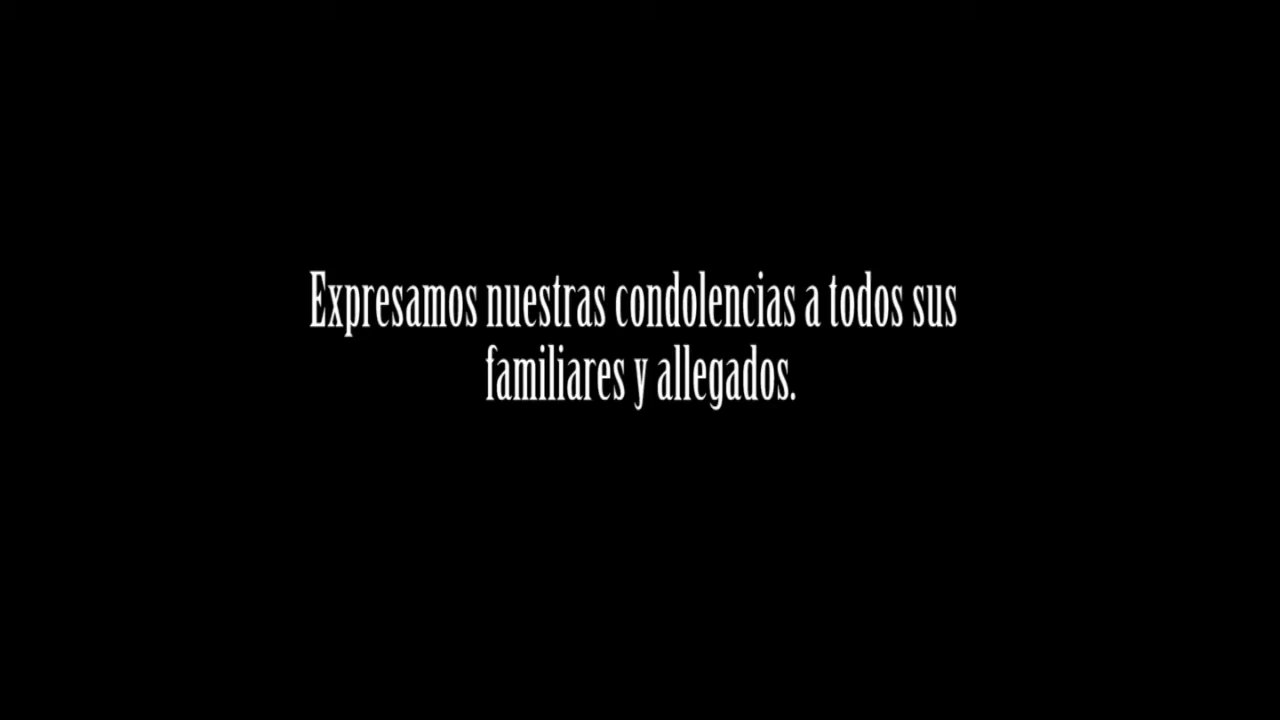 Expresamos nuestras condolencias a todos sus
familiares y allegados.